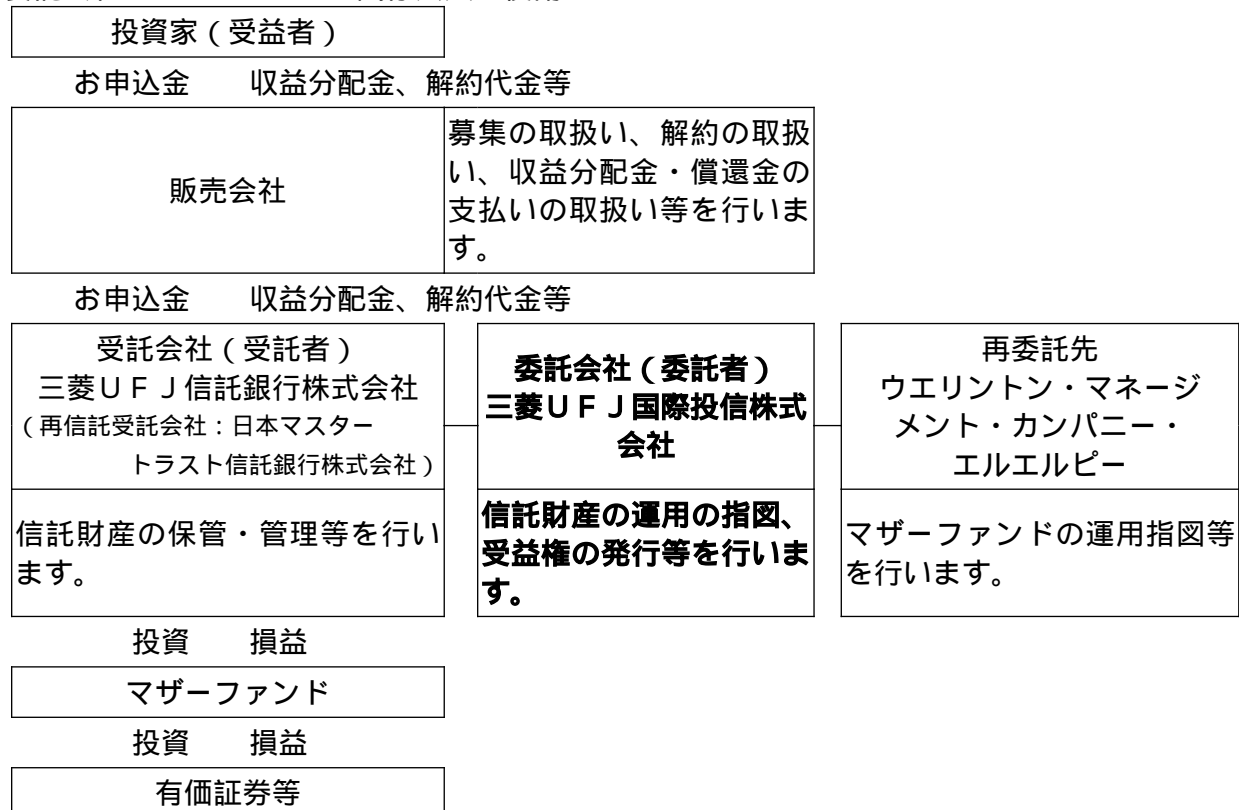 投資家(受益者)
お申込金　収益分配金、解約代金等
販売会社
募集の取扱い、解約の取扱
い、収益分配金・償還金の
支払いの取扱い等を行いま
す。
お申込金　収益分配金、解約代金等
受託会社(受託者)
三菱UFJ信託銀行株式会社
(再信託受託会社:日本マスター
トラスト信託銀行株式会社)
委託会社(委託者)
三菱UFJ国際投信株式
会社
再委託先
ウエリントン・マネージ
メント・カンパニー・
エルエルピー
信託財産の保管・管理等を行い
ます。
信託財産の運用の指図、
受益権の発行等を行いま
す。
マザーファンドの運用指図等
を行います。
投資　損益
マザーファンド
投資　損益
有価証券等